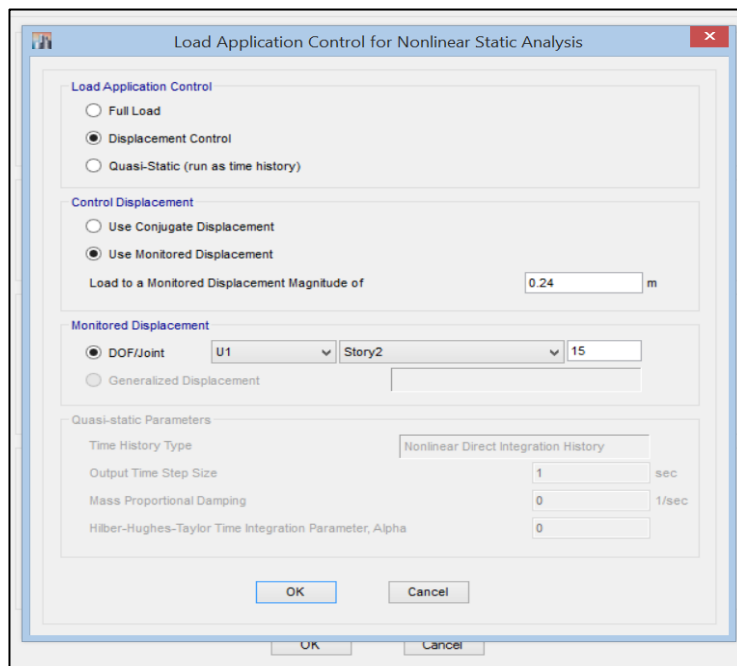 Load Application Control for Nonlinear Static Analysis
Load Application Control
Full Load
Displacement Control
Quasi-Static (run as time history)
Control Displacement
Use Conjugate Displacement
Use Monitored Displacement
Load to a Monitored Displacement Magnitude of 0.24 m
Monitored Displacement
DOF/Joint U1 Story2 15
Generalized Displacement
Quasi-static Parameters
Time History Type Nonlinear Direct Integration History
Output Time Step Size 1 sec
Mass Proportional Damping 0 1/sec
Hilber-Hughes-Taylor Time Integration Parameter, Alpha 0
OK Cancel
OK Cancel